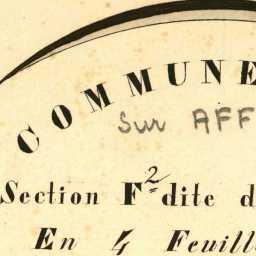 COMMUNE
Sur AFF
Section F² dite d
En 4 Feuill